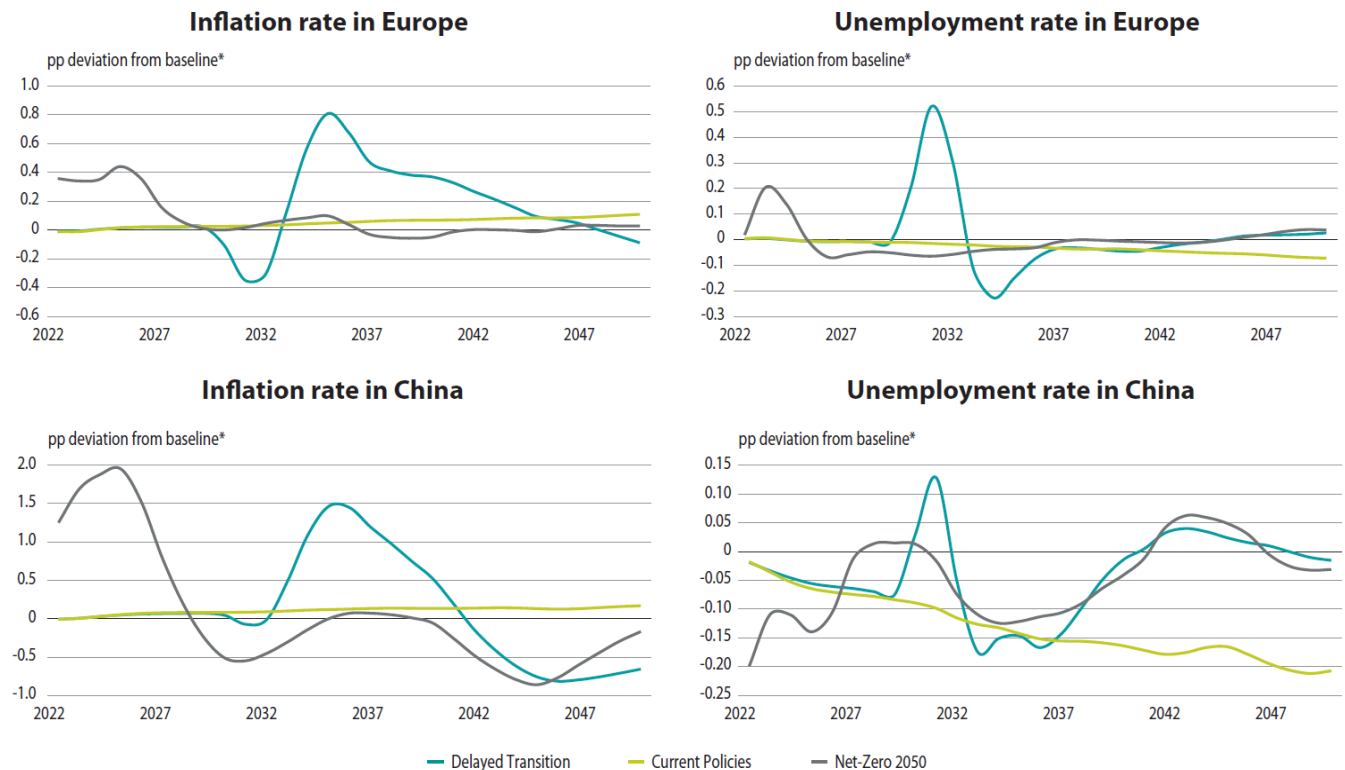 Inflation rate in Europe
pp deviation from baseline*
1.0
0.8
0.6
0.4
0.2
0
-0.2
-0.4
-0.6
2022 2027 2032 2037 2042 2047
Unemployment rate in Europe
pp deviation from baseline*
0.6
0.5
0.4
0.3
0.2
0.1
0
-0.1
-0.2
-0.3
2022 2027 2032 2037 2042 2047
Inflation rate in China
pp deviation from baseline*
2.0
1.5
1.0
0.5
0
-0.5
-1.0
2022 2027 2032 2037 2042 2047
Unemployment rate in China
pp deviation from baseline*
0.15
0.10
0.05
0
-0.05
-0.10
-0.15
-0.20
-0.25
2022 2027 2032 2037 2042 2047
Delayed Transition Current Policies Net-Zero 2050